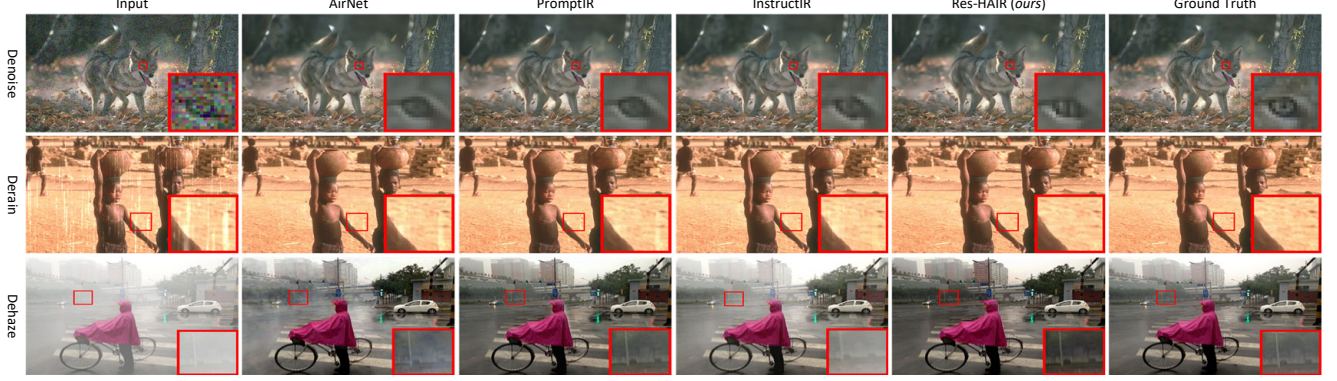 Input AirNet PromptIR InstructIR Res-HAIR (ours) Ground Truth
Denoise
Derain
Dehaze